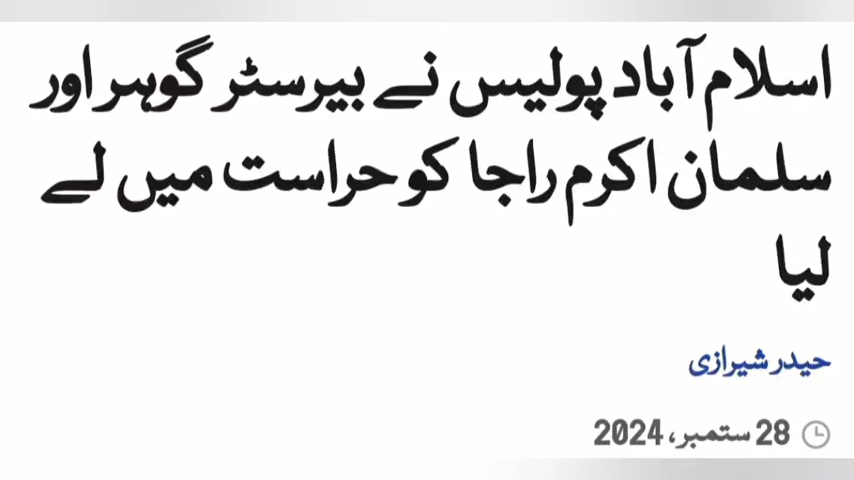 اسلام آباد پولیس نے بیرسٹر گوہر اور
سلمان اکرم راجا کو حراست میں لے
لیا
حیدر شیرازی
28 ستمبر، 2024